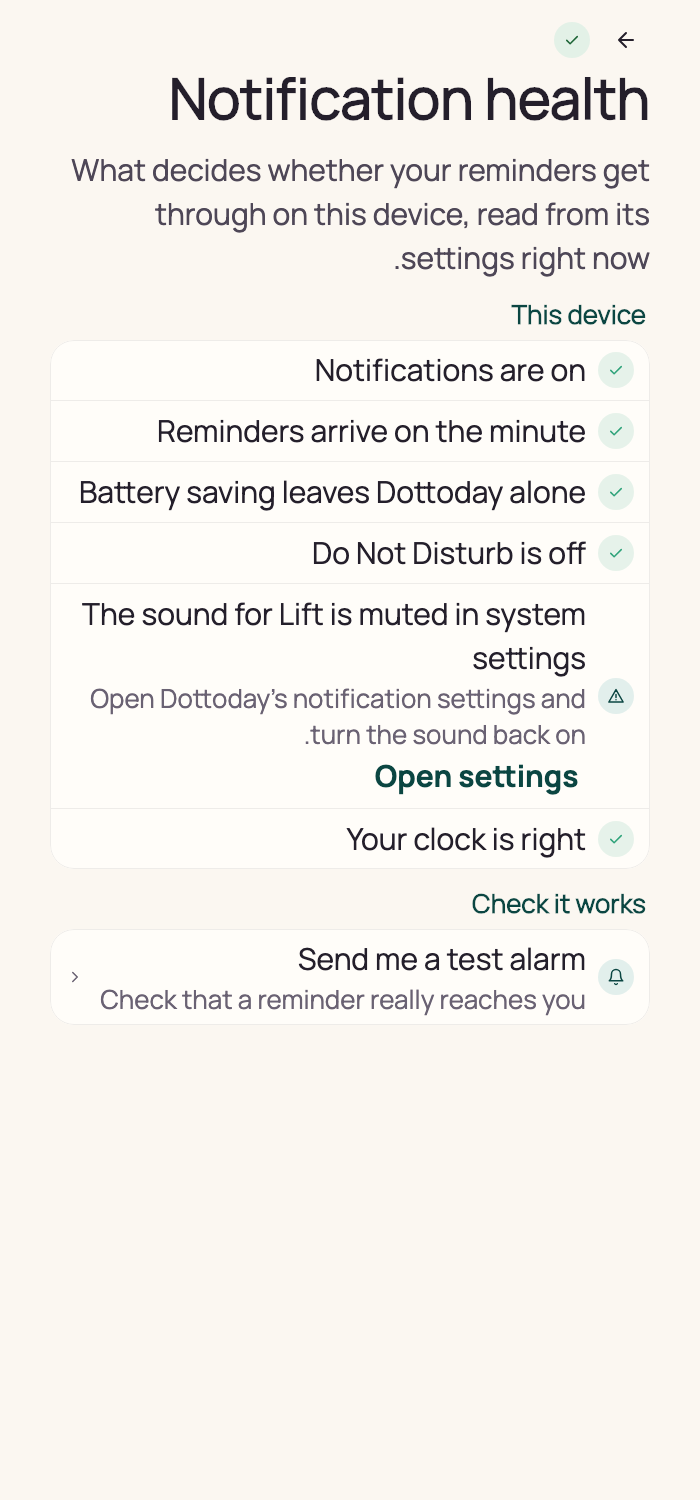 Notification health
What decides whether your reminders get
through on this device, read from its
.settings right now
This device
Notifications are on
Reminders arrive on the minute
Battery saving leaves Dottoday alone
Do Not Disturb is off
The sound for Lift is muted in system
settings
Open Dottoday's notification settings and
.turn the sound back on
Open settings
Your clock is right
Check it works
Send me a test alarm
Check that a reminder really reaches you